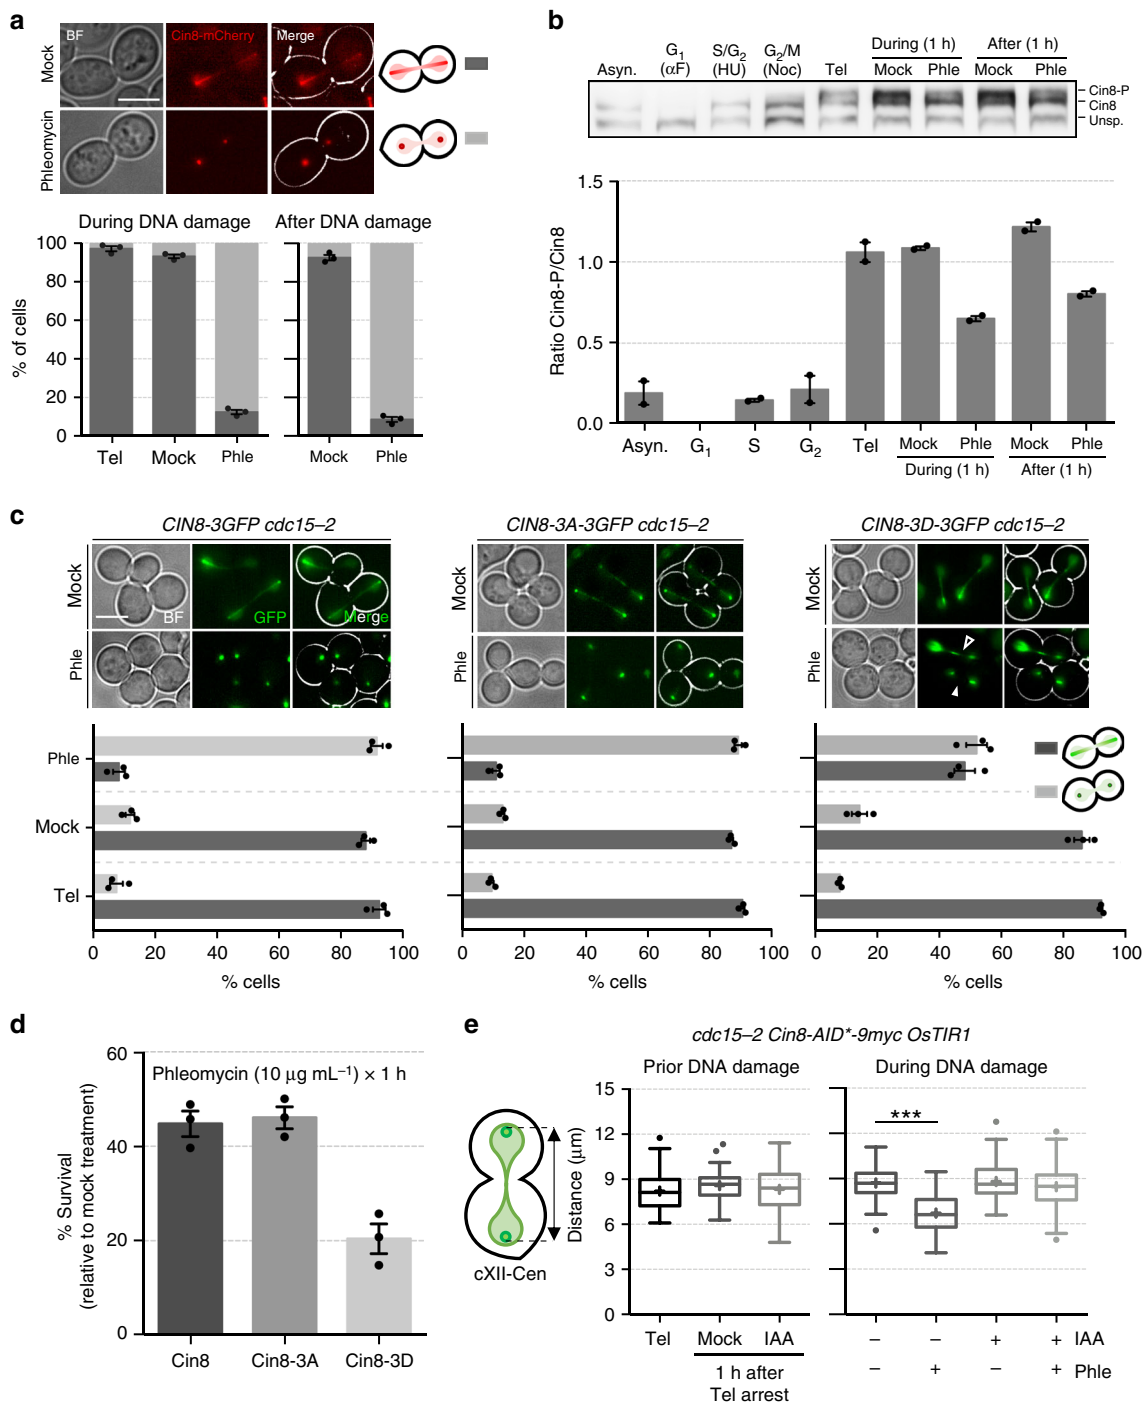 a
BF
Cin8-mCherry
Merge
Mock
Phleomycin
During DNA damage
After DNA damage
% of cells
100
80
60
40
20
0
Tel
Mock
Phle
Mock
Phle
b
Asyn.
G1 (αF)
S/G2 (HU)
G2/M (Noc)
Tel
During (1 h)
Mock
Phle
After (1 h)
Mock
Phle
Cin8-P
Cin8
Unsp.
Ratio Cin8-P/Cin8
1.5
1.0
0.5
0.0
Asyn.
G1
S
G2
Tel
Mock
Phle
During (1 h)
Mock
Phle
After (1 h)
c
CIN8-3GFP cdc15–2
CIN8-3A-3GFP cdc15–2
CIN8-3D-3GFP cdc15–2
Mock
BF
GFP
Merge
Phle
Mock
Phle
Mock
Phle
Phle
Mock
Tel
0 20 40 60 80 100
% cells
0 20 40 60 80 100
% cells
0 20 40 60 80 100
% cells
d
% Survival
(relative to mock treatment)
60
40
20
0
Phleomycin (10 μg mL–1) × 1 h
Cin8
Cin8-3A
Cin8-3D
e
cdc15–2 Cin8-AID*-9myc OsTIR1
Prior DNA damage
During DNA damage
cXII-Cen
Distance (μm)
15
12
9
6
3
0
***
Tel
Mock
IAA
1 h after
Tel arrest
– – + + IAA
– + – + Phle